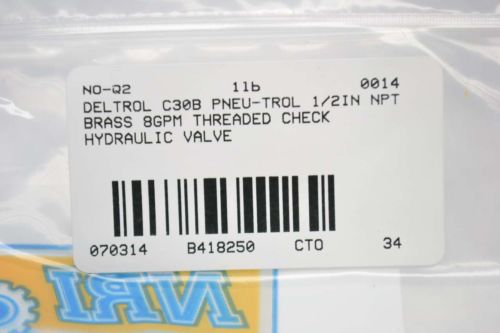 NO-Q2 1lb 0014
DELTROL C30B PNEU-TROL 1/2IN NPT
BRASS 8GPM THREADED CHECK
HYDRAULIC VALVE
070314 B418250 CTO 34
NRI